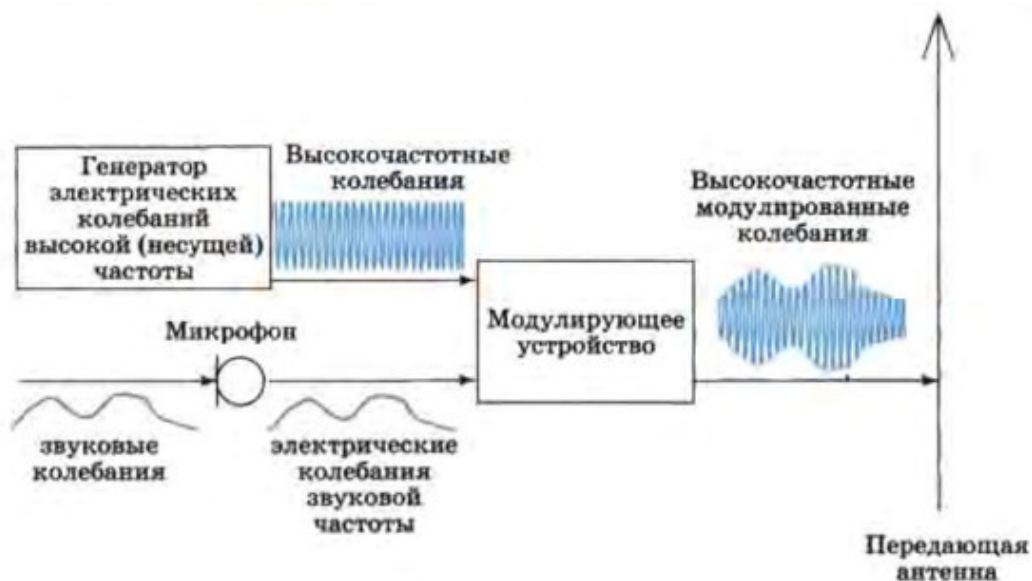 Генератор
электрических
колебаний
высокой (несущей)
частоты
Высокочастотные
колебания
Высокочастотные
модулированные
колебания
Микрофон
Модулирующее
устройство
звуковые
колебания
электрические
колебания
звуковой
частоты
Передающая
антенна